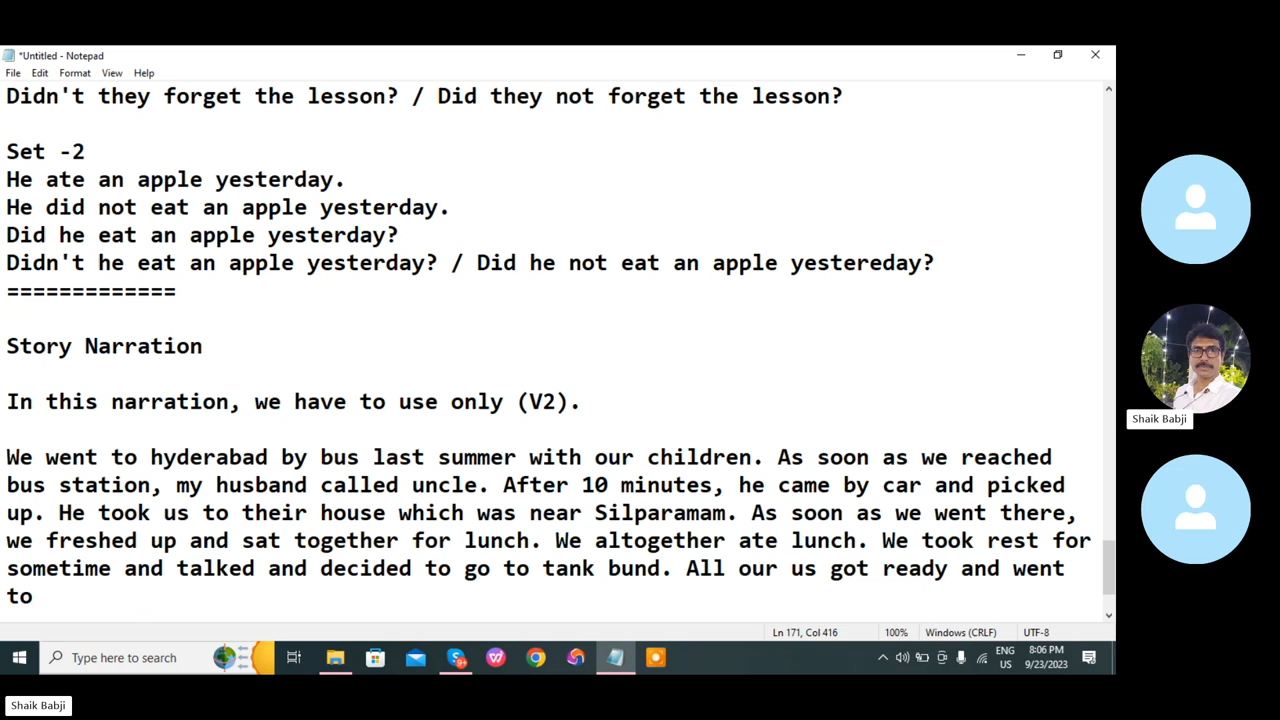 *Untitled - Notepad
File Edit Format View Help
Didn't they forget the lesson? / Did they not forget the lesson?
Set -2
He ate an apple yesterday.
He did not eat an apple yesterday.
Did he eat an apple yesterday?
Didn't he eat an apple yesterday? / Did he not eat an apple yestereday?
=============
Story Narration
In this narration, we have to use only (V2).
We went to hyderabad by bus last summer with our children. As soon as we reached
bus station, my husband called uncle. After 10 minutes, he came by car and picked
up. He took us to their house which was near Silparamam. As soon as we went there,
we freshed up and sat together for lunch. We altogether ate lunch. We took rest for
sometime and talked and decided to go to tank bund. All our us got ready and went
to
Shaik Babji
Ln 171, Col 416 100% Windows (CRLF) UTF-8
Type here to search
ENG
US
8:06 PM
9/23/2023
Shaik Babji